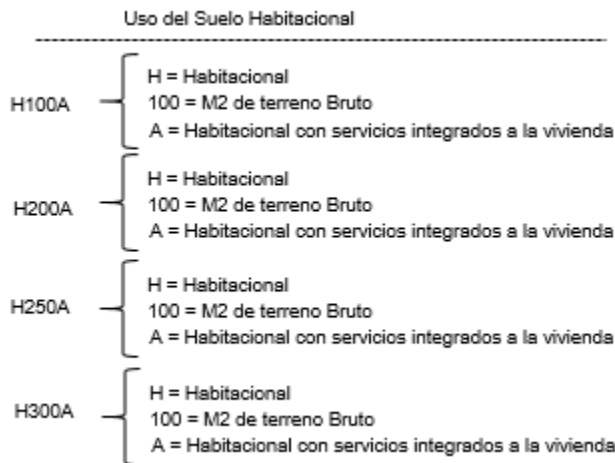 Uso del Suelo Habitacional
H100A
H = Habitacional
100 = M2 de terreno Bruto
A = Habitacional con servicios integrados a la vivienda
H200A
H = Habitacional
100 = M2 de terreno Bruto
A = Habitacional con servicios integrados a la vivienda
H250A
H = Habitacional
100 = M2 de terreno Bruto
A = Habitacional con servicios integrados a la vivienda
H300A
H = Habitacional
100 = M2 de terreno Bruto
A = Habitacional con servicios integrados a la vivienda